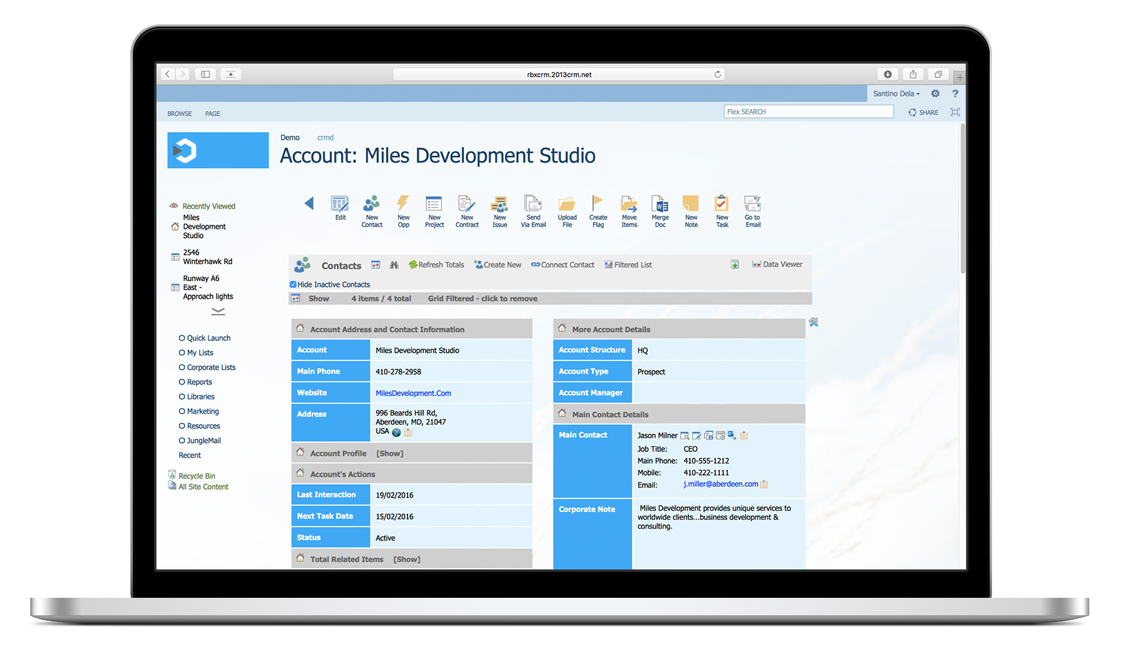 rbxcrm.2013crm.net
Santino Dela
?
BROWSE PAGE
Flex SEARCH
SHARE
Demo crmd
Account: Miles Development Studio
Recently Viewed
Miles
Development
Studio
2546
Winterhawk Rd
Runway A6
East -
Approach lights
Quick Launch
My Lists
Corporate Lists
Reports
Libraries
Marketing
Resources
JungleMail
Recent
Recycle Bin
All Site Content
Edit
New
Contact
New
Opp
New
Project
New
Contract
New
Issue
Send
Via Email
Upload
File
Create
Flag
Move
Items
Merge
Doc
New
Note
New
Task
Go to
Email
Contacts Refresh Totals Create New Connect Contact Filtered List Data Viewer
Hide Inactive Contacts
Show 4 items / 4 total Grid Filtered - click to remove
Account Address and Contact Information
Account Miles Development Studio
Main Phone 410-278-2958
Website MilesDevelopment.Com
Address 996 Beards Hill Rd,
Aberdeen, MD, 21047
USA
Account Profile [Show]
Account's Actions
Last Interaction 19/02/2016
Next Task Date 15/02/2016
Status Active
Total Related Items [Show]
More Account Details
Account Structure HQ
Account Type Prospect
Account Manager
Main Contact Details
Main Contact Jason Milner
Job Title: CEO
Main Phone: 410-555-1212
Mobile: 410-222-1111
Email: j.miller@aberdeen.com
Corporate Note Miles Development provides unique services to
worldwide clients...business development &
consulting.